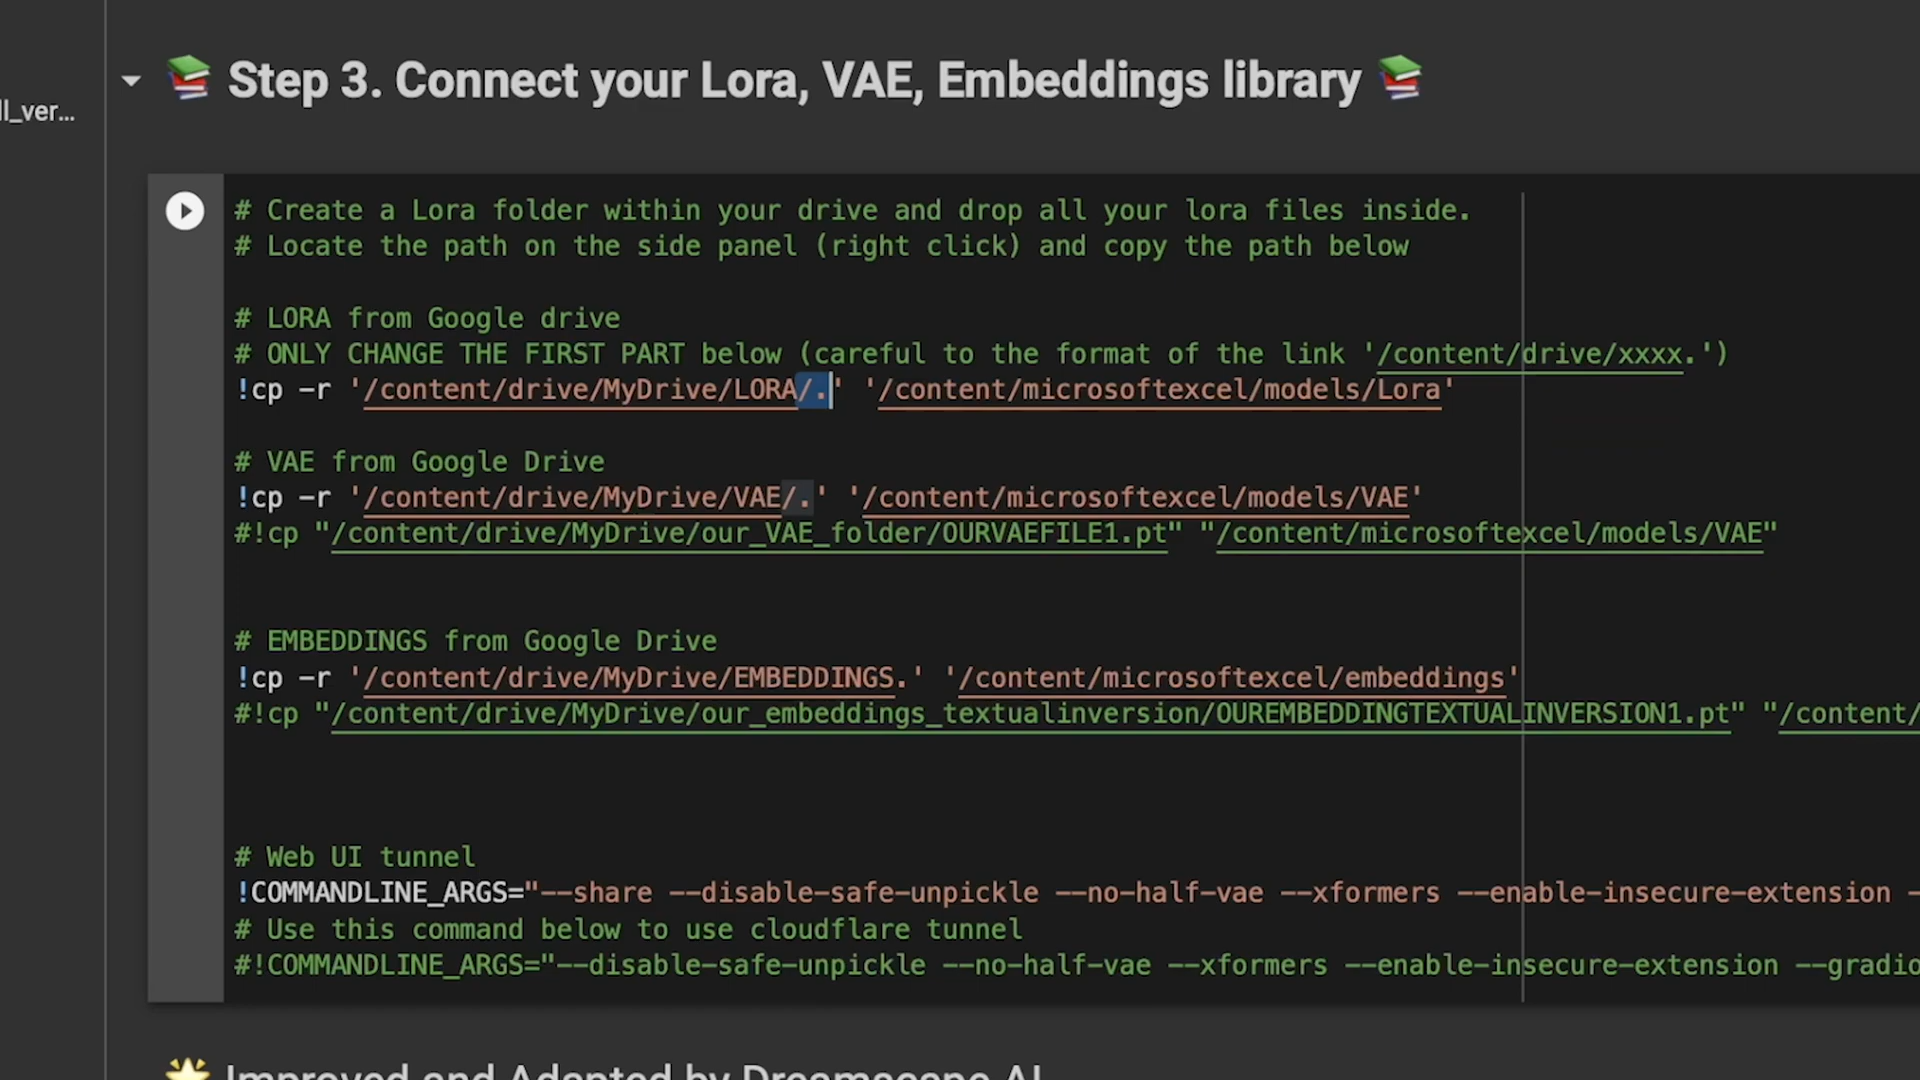 Step 3. Connect your Lora, VAE, Embeddings library
ll_ver...
# Create a Lora folder within your drive and drop all your lora files inside.
# Locate the path on the side panel (right click) and copy the path below
# LORA from Google drive
# ONLY CHANGE THE FIRST PART below (careful to the format of the link '/content/drive/xxxx.')
!cp -r '/content/drive/MyDrive/LORA/.' '/content/microsoftexcel/models/Lora'
# VAE from Google Drive
!cp -r '/content/drive/MyDrive/VAE/.' '/content/microsoftexcel/models/VAE'
#!cp "/content/drive/MyDrive/our_VAE_folder/OURVAEFILE1.pt" "/content/microsoftexcel/models/VAE"
# EMBEDDINGS from Google Drive
!cp -r '/content/drive/MyDrive/EMBEDDINGS.' '/content/microsoftexcel/embeddings'
#!cp "/content/drive/MyDrive/our_embeddings_textualinversion/OUREMBEDDINGTEXTUALINVERSION1.pt" "/content/
# Web UI tunnel
!COMMANDLINE_ARGS="--share --disable-safe-unpickle --no-half-vae --xformers --enable-insecure-extension -
# Use this command below to use cloudflare tunnel
#!COMMANDLINE_ARGS="--disable-safe-unpickle --no-half-vae --xformers --enable-insecure-extension --gradio
Improved and Adapted by Dreamscape AI